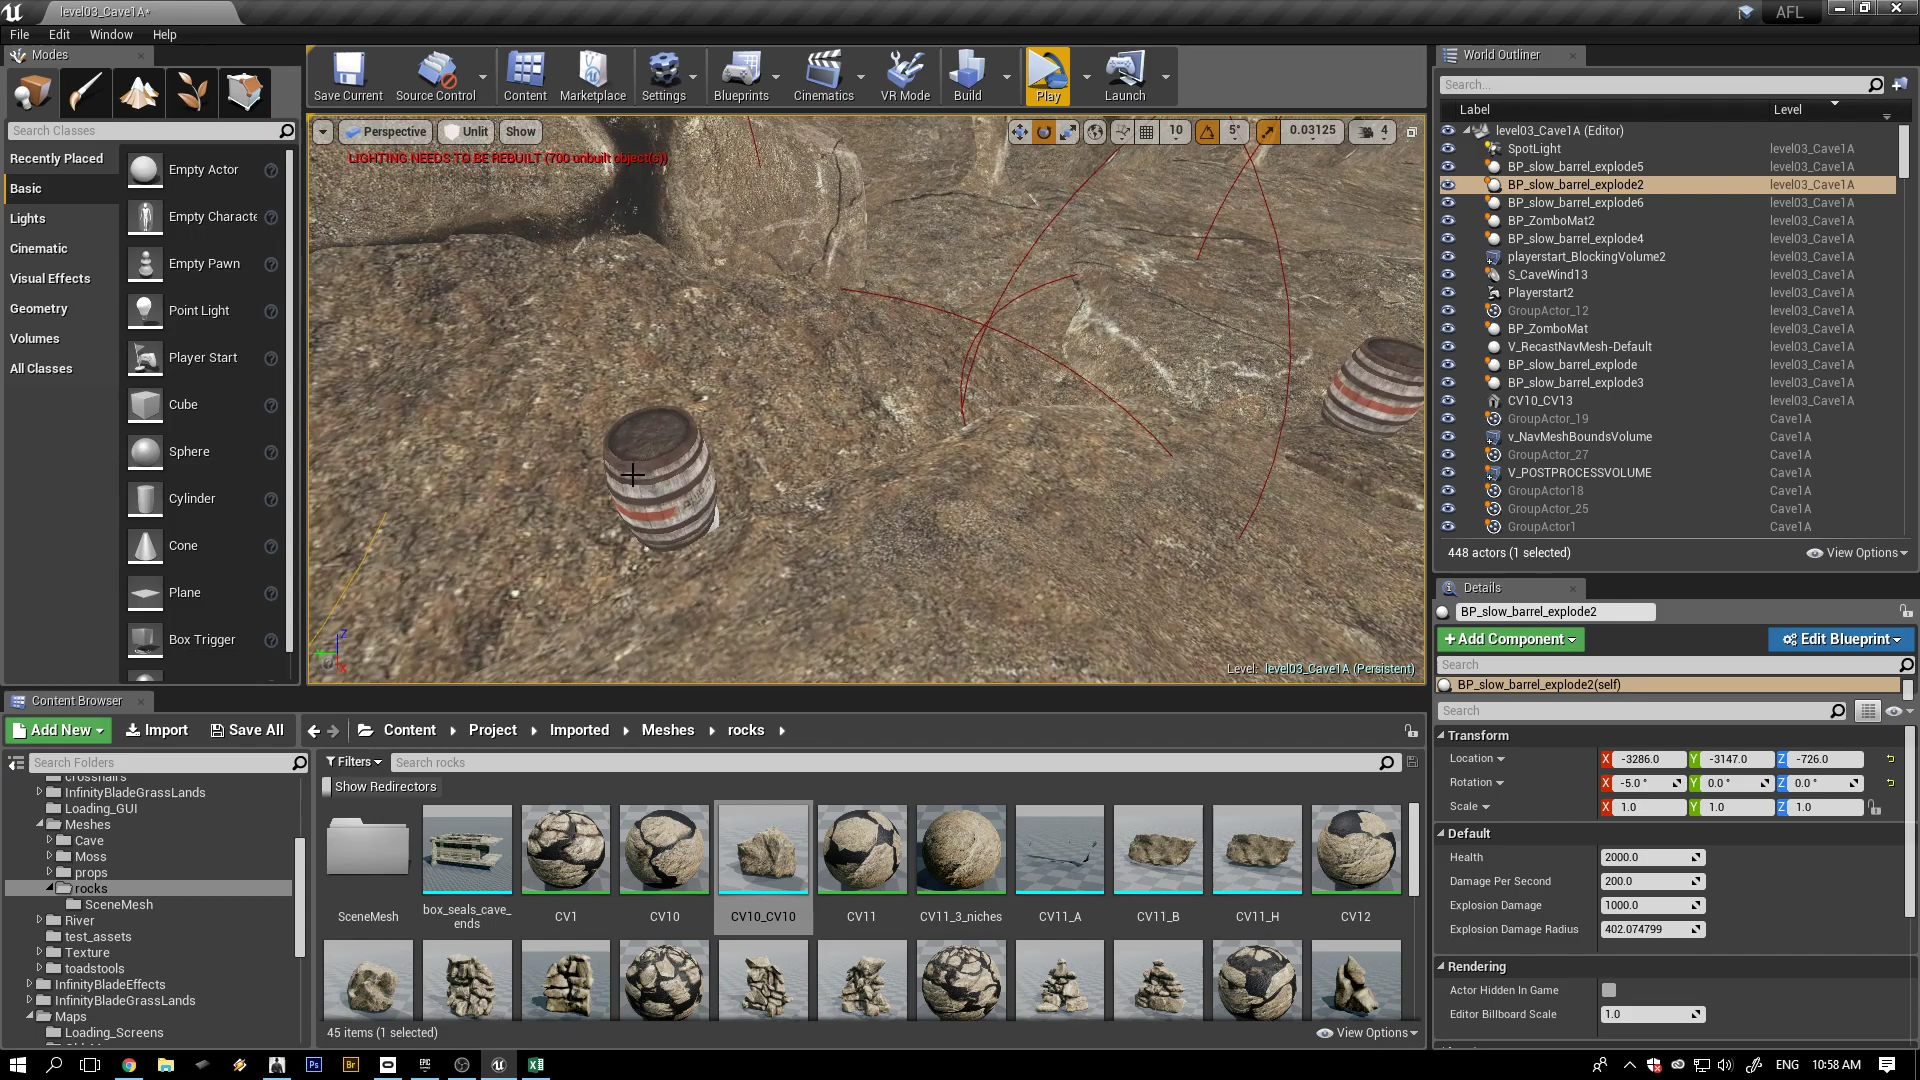 level03_Cave1A*
AFL
File Edit Window Help
Modes
Search Classes
Recently Placed
Basic
Lights
Cinematic
Visual Effects
Geometry
Volumes
All Classes
Empty Actor
Empty Characte
Empty Pawn
Point Light
Player Start
Cube
Sphere
Cylinder
Cone
Plane
Box Trigger
Save Current Source Control Content Marketplace Settings Blueprints Cinematics VR Mode Build Play Launch
Perspective Unlit Show
10 5° 0.03125 4
LIGHTING NEEDS TO BE REBUILT (700 unbuilt object(s))
Z
X
Level: level03_Cave1A (Persistent)
World Outliner
Search...
Label Level
level03_Cave1A (Editor)
SpotLight level03_Cave1A
BP_slow_barrel_explode5 level03_Cave1A
BP_slow_barrel_explode2 level03_Cave1A
BP_slow_barrel_explode6 level03_Cave1A
BP_ZomboMat2 level03_Cave1A
BP_slow_barrel_explode4 level03_Cave1A
playerstart_BlockingVolume2 level03_Cave1A
S_CaveWind13 level03_Cave1A
Playerstart2 level03_Cave1A
GroupActor_12 level03_Cave1A
BP_ZomboMat level03_Cave1A
V_RecastNavMesh-Default level03_Cave1A
BP_slow_barrel_explode level03_Cave1A
BP_slow_barrel_explode3 level03_Cave1A
CV10_CV13 level03_Cave1A
GroupActor_19 Cave1A
v_NavMeshBoundsVolume Cave1A
GroupActor_27 Cave1A
V_POSTPROCESSVOLUME Cave1A
GroupActor18 Cave1A
GroupActor_25 Cave1A
GroupActor1 Cave1A
448 actors (1 selected) View Options
Details
BP_slow_barrel_explode2
Add Component Edit Blueprint
Search
BP_slow_barrel_explode2(self)
Search
Transform
Location X -3286.0 Y -3147.0 Z -726.0
Rotation X -5.0 ° Y 0.0 ° Z 0.0 °
Scale X 1.0 Y 1.0 Z 1.0
Default
Health 2000.0
Damage Per Second 200.0
Explosion Damage 1000.0
Explosion Damage Radius 402.074799
Rendering
Actor Hidden In Game
Editor Billboard Scale 1.0
Content Browser
Add New Import Save All Content Project Imported Meshes rocks
Search Folders
crosshairs
InfinityBladeGrassLands
Loading_GUI
Meshes
Cave
Moss
props
rocks
SceneMesh
River
test_assets
Texture
toadstools
InfinityBladeEffects
InfinityBladeGrassLands
Maps
Loading_Screens
Filters Search rocks
Show Redirectors
SceneMesh box_seals_cave_ends CV1 CV10 CV10_CV10 CV11 CV11_3_niches CV11_A CV11_B CV11_H CV12
45 items (1 selected) View Options
Ps Br EPIC ENG 10:58 AM